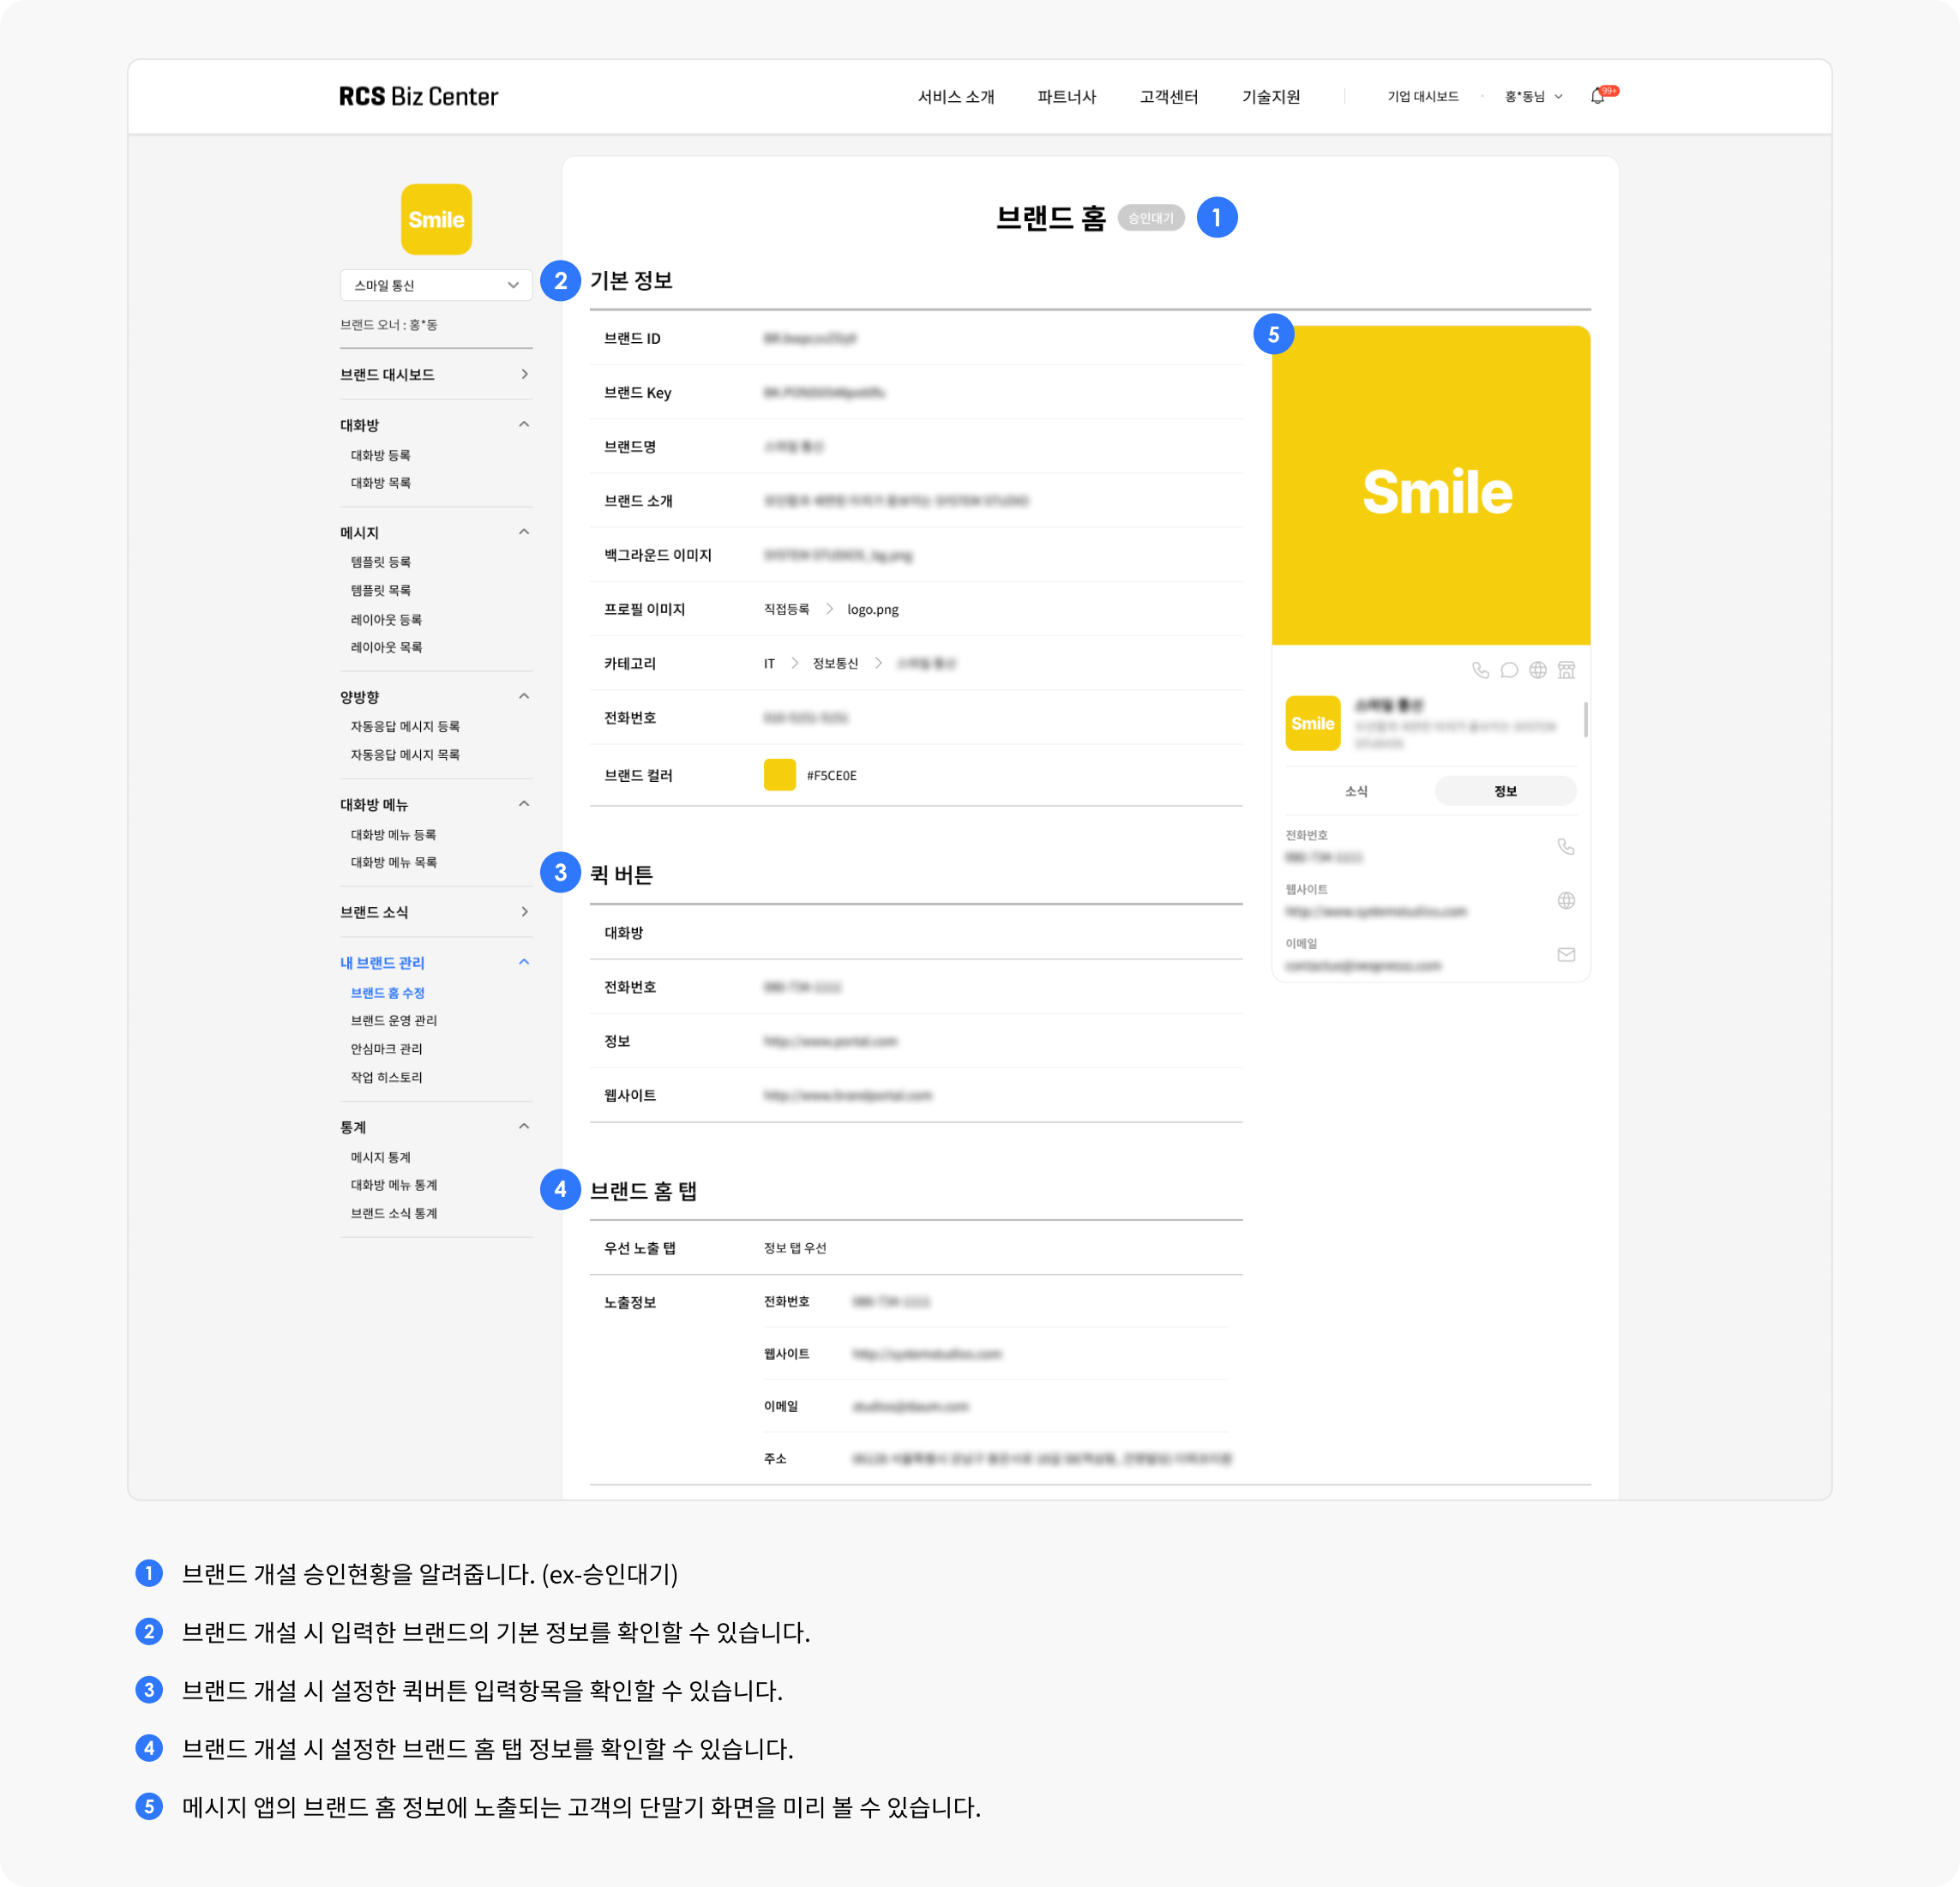 RCS Biz Center
서비스 소개 파트너사 고객센터 기술지원 기업 대시보드 홍*동님 99+
Smile
스마일 통신
브랜드 오너 : 홍*동
브랜드 대시보드
대화방
대화방 등록
대화방 목록
메시지
템플릿 등록
템플릿 목록
레이아웃 등록
레이아웃 목록
양방향
자동응답 메시지 등록
자동응답 메시지 목록
대화방 메뉴
대화방 메뉴 등록
대화방 메뉴 목록
브랜드 소식
내 브랜드 관리
브랜드 홈 수정
브랜드 운영 관리
안심마크 관리
작업 히스토리
통계
메시지 통계
대화방 메뉴 통계
브랜드 소식 통계
브랜드 홈 승인대기 1
2 기본 정보
브랜드 ID
브랜드 Key
브랜드명
브랜드 소개
백그라운드 이미지
프로필 이미지 직접등록 logo.png
카테고리 IT 정보통신
전화번호
브랜드 컬러 #F5CE0E
3 퀵 버튼
대화방
전화번호
정보
웹사이트
4 브랜드 홈 탭
우선 노출 탭 정보 탭 우선
노출정보 전화번호
웹사이트
이메일
주소
5
Smile
Smile
소식 정보
전화번호
웹사이트
이메일
1 브랜드 개설 승인현황을 알려줍니다. (ex-승인대기)
2 브랜드 개설 시 입력한 브랜드의 기본 정보를 확인할 수 있습니다.
3 브랜드 개설 시 설정한 퀵버튼 입력항목을 확인할 수 있습니다.
4 브랜드 개설 시 설정한 브랜드 홈 탭 정보를 확인할 수 있습니다.
5 메시지 앱의 브랜드 홈 정보에 노출되는 고객의 단말기 화면을 미리 볼 수 있습니다.